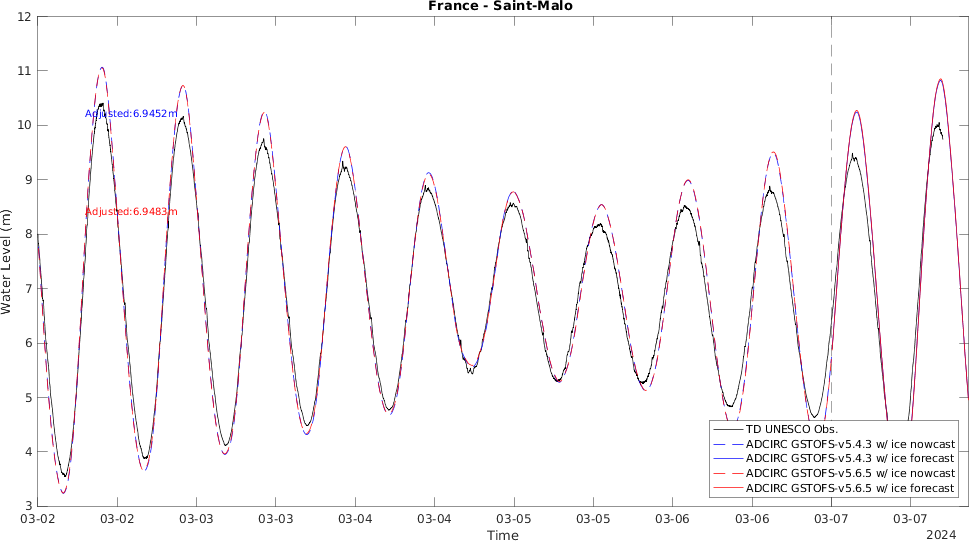 France - Saint-Malo
12
11
10
9
8
7
6
5
4
3
Water Level (m)
Adjusted:6.9452m
Adjusted:6.9483m
TD UNESCO Obs.
ADCIRC GSTOFS-v5.4.3 w/ ice nowcast
ADCIRC GSTOFS-v5.4.3 w/ ice forecast
ADCIRC GSTOFS-v5.6.5 w/ ice nowcast
ADCIRC GSTOFS-v5.6.5 w/ ice forecast
03-02 03-02 03-03 03-03 03-04 03-04 03-05 03-05 03-06 03-06 03-07 03-07
Time
2024